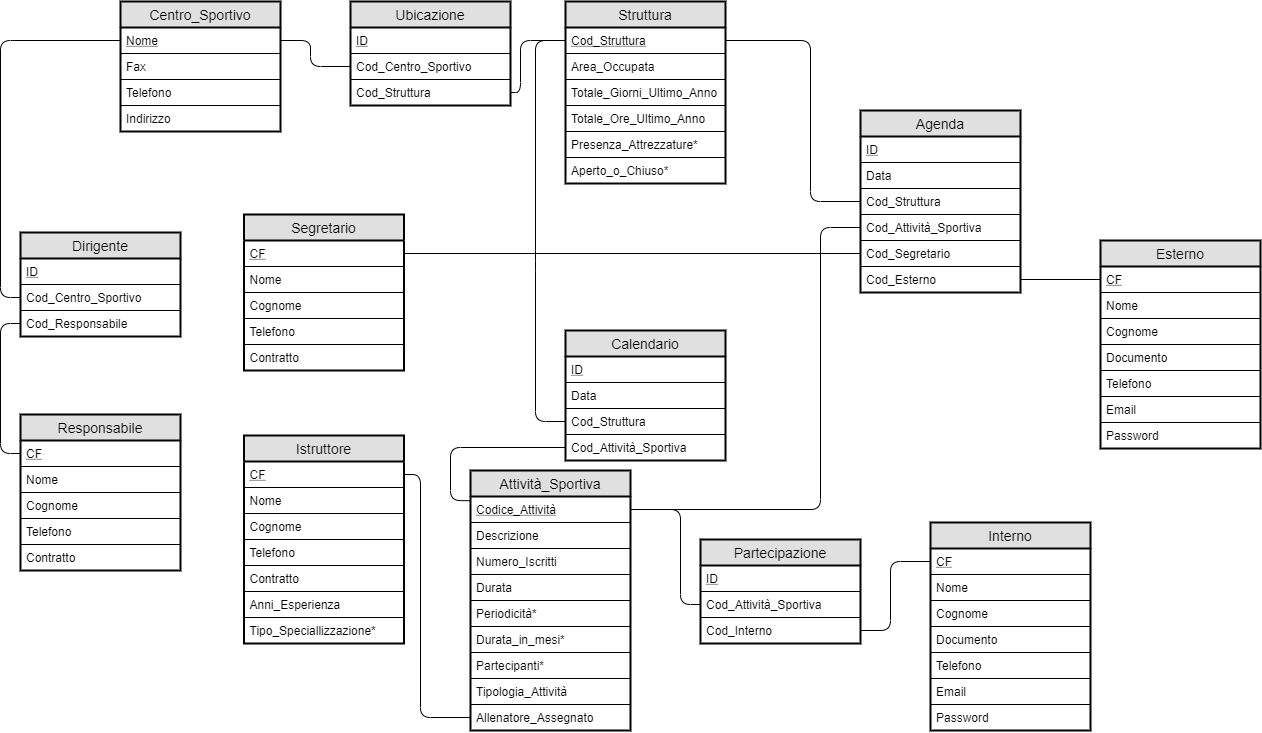 Centro_Sportivo
Nome
Fax
Telefono
Indirizzo
Ubicazione
ID
Cod_Centro_Sportivo
Cod_Struttura
Struttura
Cod_Struttura
Area_Occupata
Totale_Giorni_Ultimo_Anno
Totale_Ore_Ultimo_Anno
Presenza_Attrezzature*
Aperto_o_Chiuso*
Agenda
ID
Data
Cod_Struttura
Cod_Attività_Sportiva
Cod_Segretario
Cod_Esterno
Dirigente
ID
Cod_Centro_Sportivo
Cod_Responsabile
Segretario
CF
Nome
Cognome
Telefono
Contratto
Esterno
CF
Nome
Cognome
Documento
Telefono
Email
Password
Calendario
ID
Data
Cod_Struttura
Cod_Attività_Sportiva
Responsabile
CF
Nome
Cognome
Telefono
Contratto
Istruttore
CF
Nome
Cognome
Telefono
Contratto
Anni_Esperienza
Tipo_Speciallizzazione*
Attività_Sportiva
Codice_Attività
Descrizione
Numero_Iscritti
Durata
Periodicità*
Durata_in_mesi*
Partecipanti*
Tipologia_Attività
Allenatore_Assegnato
Partecipazione
ID
Cod_Attività_Sportiva
Cod_Interno
Interno
CF
Nome
Cognome
Documento
Telefono
Email
Password